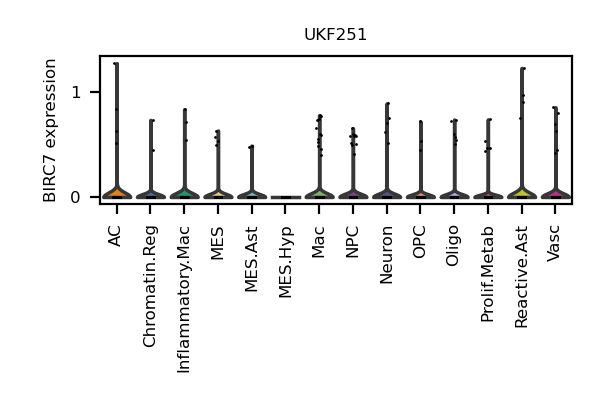 UKF251
BIRC7 expression
1
0
AC
Chromatin.Reg
Inflammatory.Mac
MES
MES.Ast
MES.Hyp
Mac
NPC
Neuron
OPC
Oligo
Prolif.Metab
Reactive.Ast
Vasc